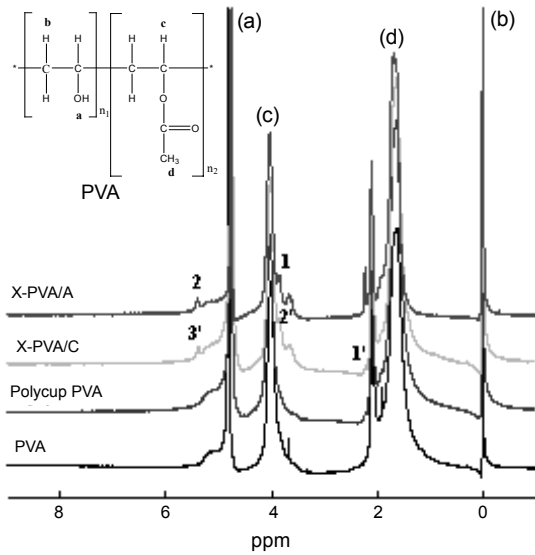 b
c
(a)
(b)
(d)
(c)
H H H H
* C C C C *
H OH H O
a
n1
C O
CH3
d
n2
PVA
1
2
X-PVA/A
2'
3'
1'
X-PVA/C
Polycup PVA
PVA
8 6 4 2 0
ppm